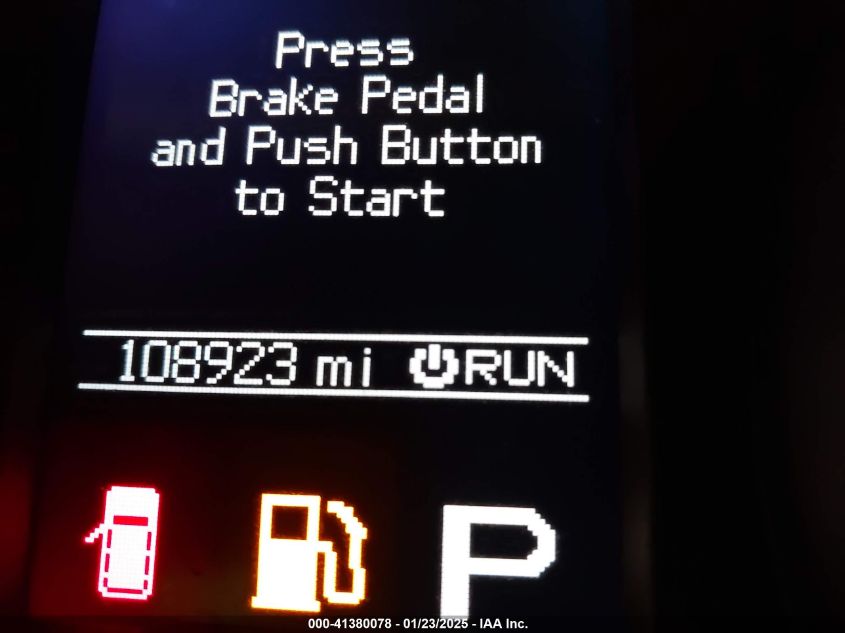 Press
Brake Pedal
and Push Button
to Start
108923 mi RUN
P
000-41380078 - 01/23/2025 - IAA Inc.